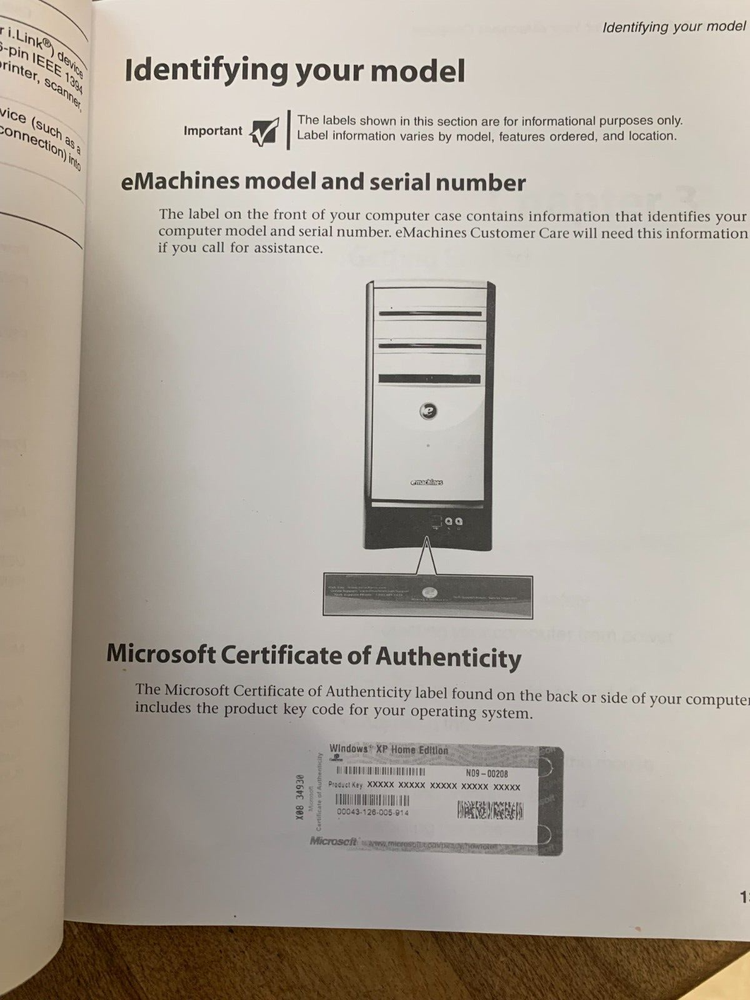 r i.Link®) device
6-pin IEEE 1394
rinter, scanner,
vice (such as a
connection) into
Identifying your model
Identifying your model
Important
The labels shown in this section are for informational purposes only.
Label information varies by model, features ordered, and location.
eMachines model and serial number
The label on the front of your computer case contains information that identifies your
computer model and serial number. eMachines Customer Care will need this information
if you call for assistance.
e
emachines
Microsoft Certificate of Authenticity
The Microsoft Certificate of Authenticity label found on the back or side of your computer
includes the product key code for your operating system.
Windows® XP Home Edition
N09-00208
Product Key XXXXX XXXXX XXXXX XXXXX XXXXX
00043-126-005-914
X08 34930
Microsoft
Certificate of Authenticity
Microsoft